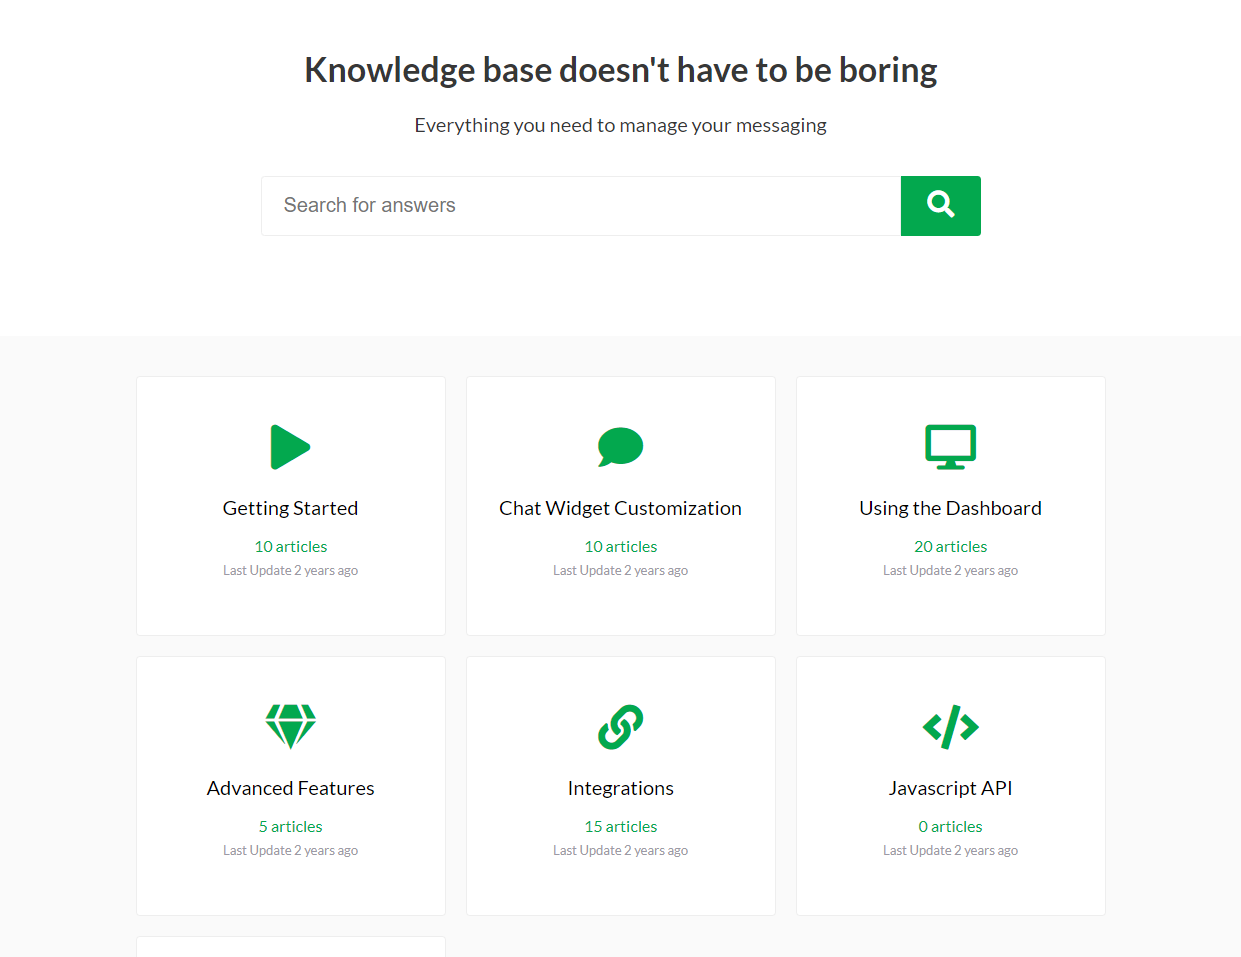 Knowledge base doesn't have to be boring
Everything you need to manage your messaging
Search for answers
Getting Started
10 articles
Last Update 2 years ago
Chat Widget Customization
10 articles
Last Update 2 years ago
Using the Dashboard
20 articles
Last Update 2 years ago
Advanced Features
5 articles
Last Update 2 years ago
Integrations
15 articles
Last Update 2 years ago
Javascript API
0 articles
Last Update 2 years ago